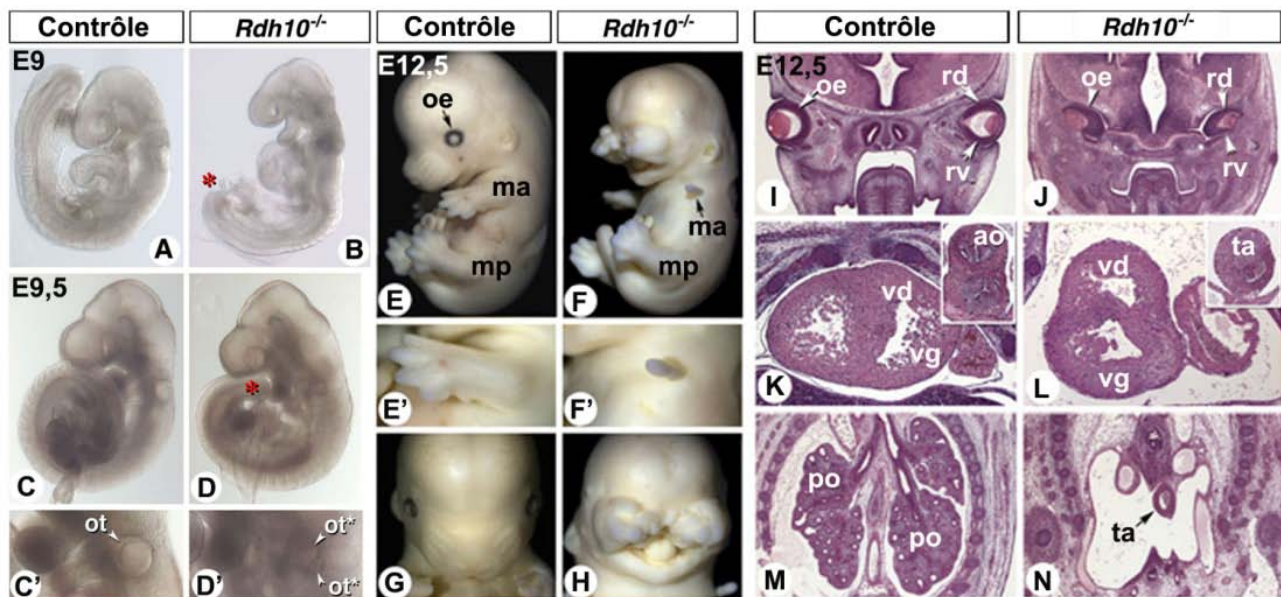 Contrôle Rdh10-/- Contrôle Rdh10-/- Contrôle Rdh10-/-
E9
A
*
B
E9,5
C
*
D
ot
C'
ot*
ot*
D'
E12,5
oe
ma
mp
E
ma
mp
F
E'
F'
G
H
E12,5
oe
rd
rv
I
oe
rd
rv
J
ao
vd
vg
K
ta
vd
vg
L
po
po
M
ta
N